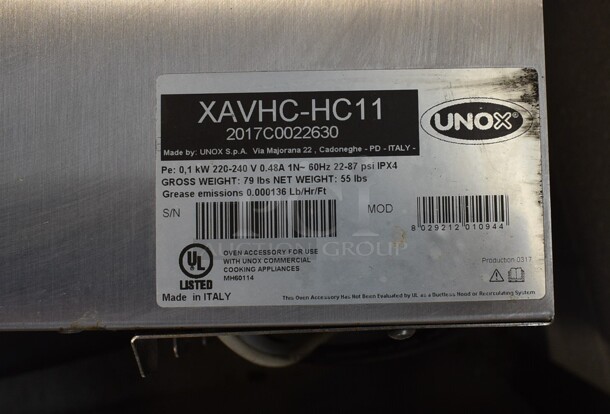 XAVHC-HC11
2017C0022630
Made by: UNOX S.p.A. Via Majorana 22 , Cadoneghe - PD - ITALY -
UNOX
Pe: 0,1 kW 220-240 V 0.48A 1N~ 60Hz 22-87 psi IPX4
GROSS WEIGHT: 79 lbs NET WEIGHT: 55 lbs
Grease emissions 0.000136 Lb/Hr/Ft
S/N
MOD
8 029212 010944
AUCTION GROUP
UL
LISTED
OVEN ACCESSORY FOR USE
WITH UNOX COMMERCIAL
COOKING APPLIANCES
MH60114
Production 0317
Made in ITALY
This Oven Accessory Has Not Been Evaluated by UL as a Ductless Hood or Recirculating System